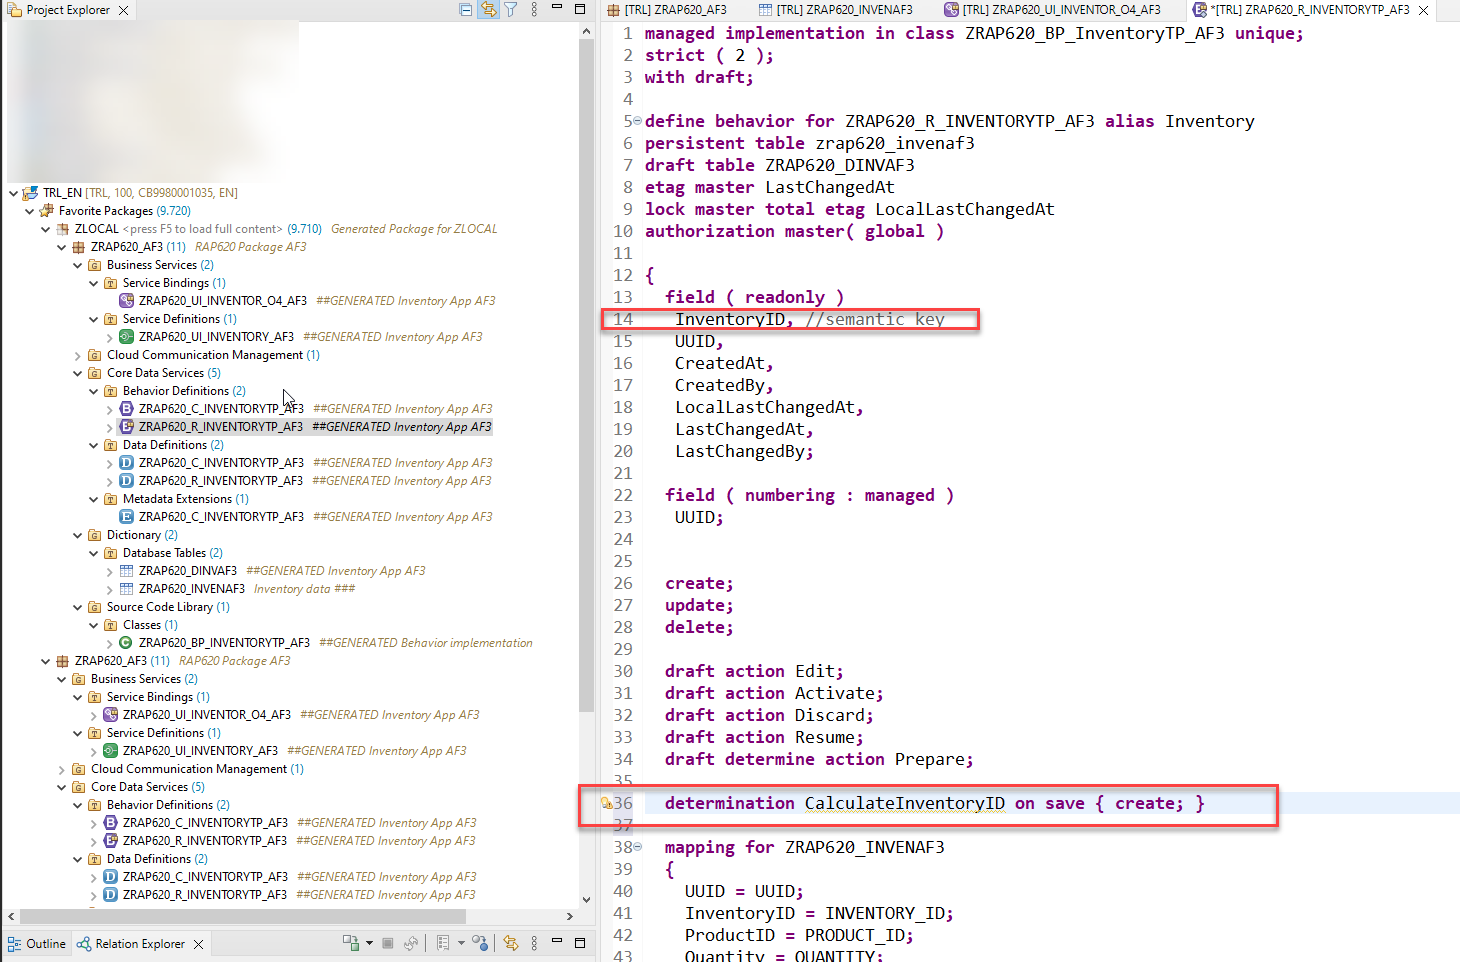 Project Explorer
TRL_EN [TRL, 100, CB9980001035, EN]
Favorite Packages (9.720)
ZLOCAL <press F5 to load full content> (9.710) Generated Package for ZLOCAL
ZRAP620_AF3 (11) RAP620 Package AF3
Business Services (2)
Service Bindings (1)
ZRAP620_UI_INVENTOR_O4_AF3 ##GENERATED Inventory App AF3
Service Definitions (1)
ZRAP620_UI_INVENTORY_AF3 ##GENERATED Inventory App AF3
Cloud Communication Management (1)
Core Data Services (5)
Behavior Definitions (2)
ZRAP620_C_INVENTORYTP_AF3 ##GENERATED Inventory App AF3
ZRAP620_R_INVENTORYTP_AF3 ##GENERATED Inventory App AF3
Data Definitions (2)
ZRAP620_C_INVENTORYTP_AF3 ##GENERATED Inventory App AF3
ZRAP620_R_INVENTORYTP_AF3 ##GENERATED Inventory App AF3
Metadata Extensions (1)
ZRAP620_C_INVENTORYTP_AF3 ##GENERATED Inventory App AF3
Dictionary (2)
Database Tables (2)
ZRAP620_DINVAF3 ##GENERATED Inventory App AF3
ZRAP620_INVENAF3 Inventory data ###
Source Code Library (1)
Classes (1)
ZRAP620_BP_INVENTORYTP_AF3 ##GENERATED Behavior implementation
ZRAP620_AF3 (11) RAP620 Package AF3
Business Services (2)
Service Bindings (1)
ZRAP620_UI_INVENTOR_O4_AF3 ##GENERATED Inventory App AF3
Service Definitions (1)
ZRAP620_UI_INVENTORY_AF3 ##GENERATED Inventory App AF3
Cloud Communication Management (1)
Core Data Services (5)
Behavior Definitions (2)
ZRAP620_C_INVENTORYTP_AF3 ##GENERATED Inventory App AF3
ZRAP620_R_INVENTORYTP_AF3 ##GENERATED Inventory App AF3
Data Definitions (2)
ZRAP620_C_INVENTORYTP_AF3 ##GENERATED Inventory App AF3
ZRAP620_R_INVENTORYTP_AF3 ##GENERATED Inventory App AF3
Outline Relation Explorer
[TRL] ZRAP620_AF3 [TRL] ZRAP620_INVENAF3 [TRL] ZRAP620_UI_INVENTOR_O4_AF3 *[TRL] ZRAP620_R_INVENTORYTP_AF3
1 managed implementation in class ZRAP620_BP_InventoryTP_AF3 unique;
2 strict ( 2 );
3 with draft;
4
5 define behavior for ZRAP620_R_INVENTORYTP_AF3 alias Inventory
6 persistent table zrap620_invenaf3
7 draft table ZRAP620_DINVAF3
8 etag master LastChangedAt
9 lock master total etag LocalLastChangedAt
10 authorization master( global )
11
12 {
13 field ( readonly )
14 InventoryID, //semantic key
15 UUID,
16 CreatedAt,
17 CreatedBy,
18 LocalLastChangedAt,
19 LastChangedAt,
20 LastChangedBy;
21
22 field ( numbering : managed )
23 UUID;
24
25
26 create;
27 update;
28 delete;
29
30 draft action Edit;
31 draft action Activate;
32 draft action Discard;
33 draft action Resume;
34 draft determine action Prepare;
35
36 determination CalculateInventoryID on save { create; }
37
38 mapping for ZRAP620_INVENAF3
39 {
40 UUID = UUID;
41 InventoryID = INVENTORY_ID;
42 ProductID = PRODUCT_ID;
43 Quantity = QUANTITY;